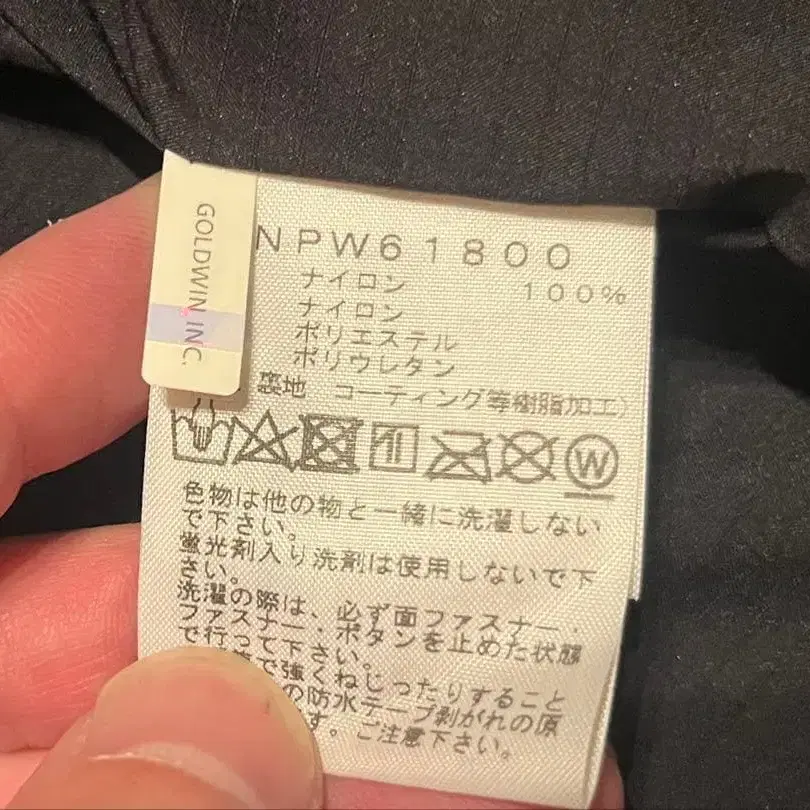 GOLDWIN INC.
NPW61800
ナイロン 100%
ナイロン
ポリエステル
ポリウレタン
裏地 コーティング等樹脂加工)
W
色物は他の物と一緒に洗濯しない
で下さい。
蛍光剤入り洗剤は使用しないで下
さい。
洗濯の際は、必ず面ファスナー・
ファスナー・ボタンを止めた状態
で行って下さい。
で強くねじったりすること
の防水テープ剥がれの原
す。ご注意下さい。